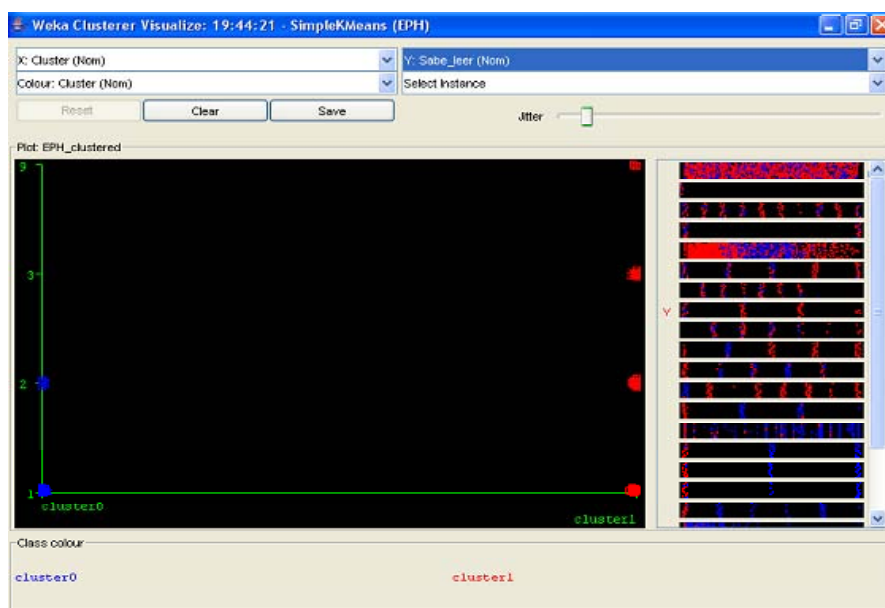 Weka Clusterer Visualize: 19:44:21 - SimpleKMeans (EPH)
X: Cluster (Nom)
Y: Sabe_leer (Nom)
Colour: Cluster (Nom)
Select Instance
Reset
Clear
Save
Jitter
Plot: EPH_clustered
9
3
2
1
cluster0
cluster1
Y
Class colour
cluster0
cluster1